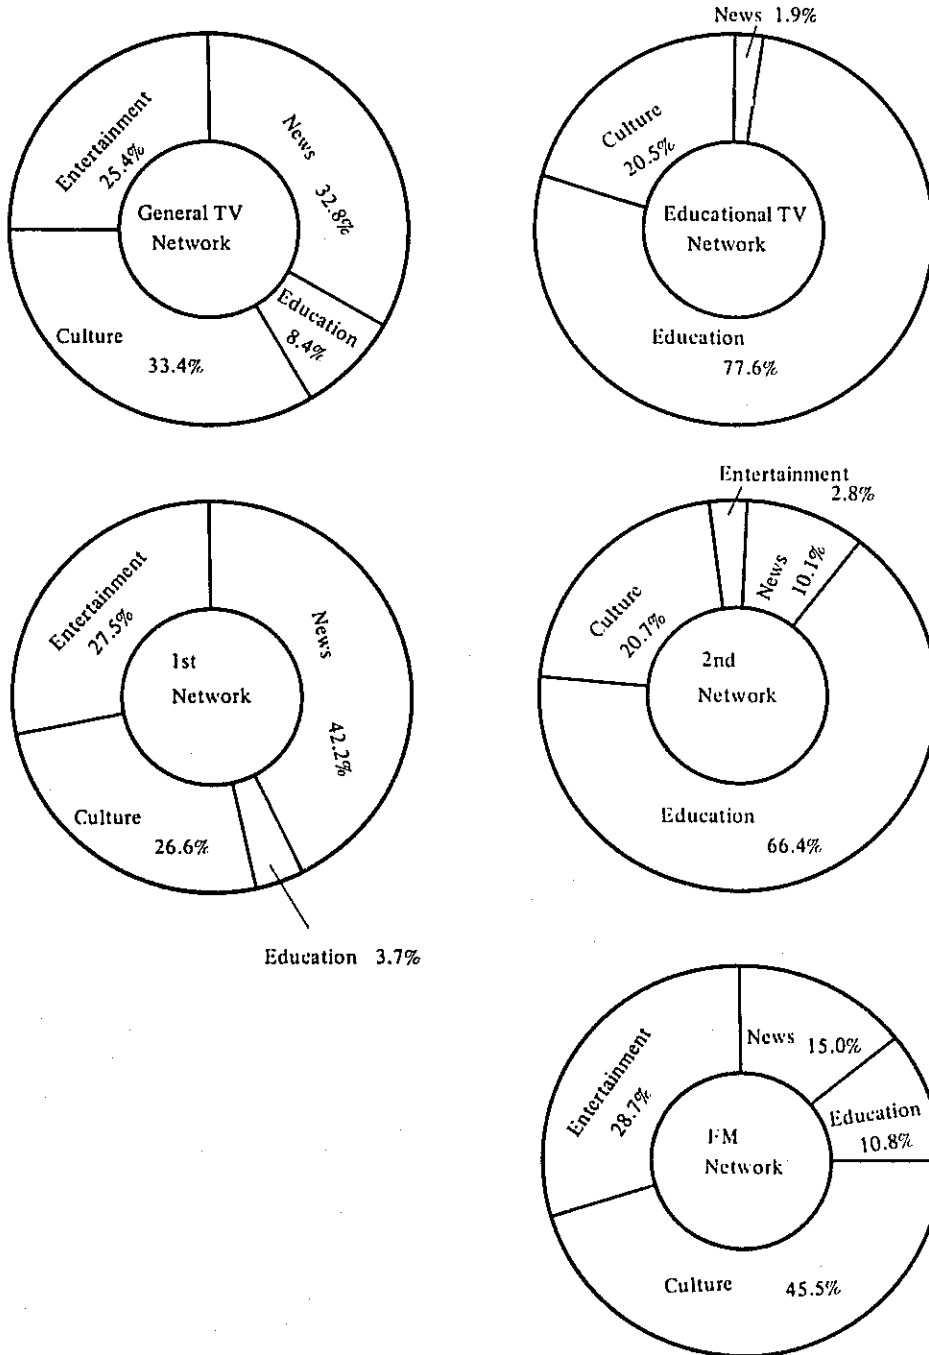 News 1.9%
Entertainment
25.4%
News
32.8%
General TV
Network
Education
8.4%
Culture
33.4%
Culture
20.5%
Educational TV
Network
Education
77.6%
Entertainment
27.5%
News
42.2%
1st
Network
Culture
26.6%
Education 3.7%
Entertainment
2.8%
News
10.1%
Culture
20.7%
2nd
Network
Education
66.4%
Entertainment
28.7%
News 15.0%
Education
10.8%
FM
Network
Culture 45.5%